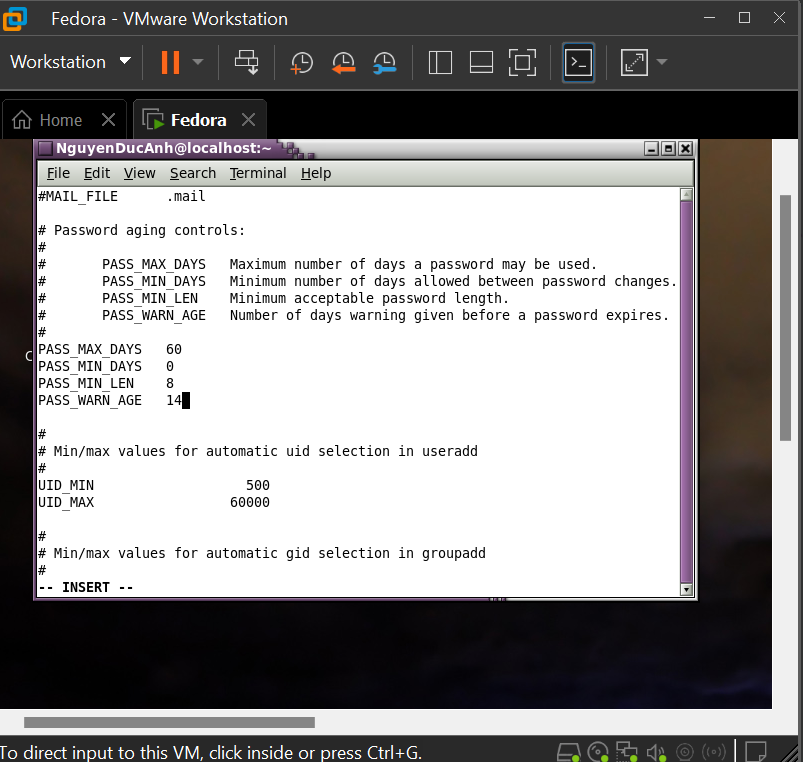 Fedora - VMware Workstation
Workstation
Home
Fedora
NguyenDucAnh@localhost:~
File Edit View Search Terminal Help
#MAIL_FILE      .mail
# Password aging controls:
#
#       PASS_MAX_DAYS   Maximum number of days a password may be used.
#       PASS_MIN_DAYS   Minimum number of days allowed between password changes.
#       PASS_MIN_LEN    Minimum acceptable password length.
#       PASS_WARN_AGE   Number of days warning given before a password expires.
#
PASS_MAX_DAYS   60
PASS_MIN_DAYS   0
PASS_MIN_LEN    8
PASS_WARN_AGE   14
#
# Min/max values for automatic uid selection in useradd
#
UID_MIN                   500
UID_MAX                 60000
#
# Min/max values for automatic gid selection in groupadd
#
-- INSERT --
To direct input to this VM, click inside or press Ctrl+G.